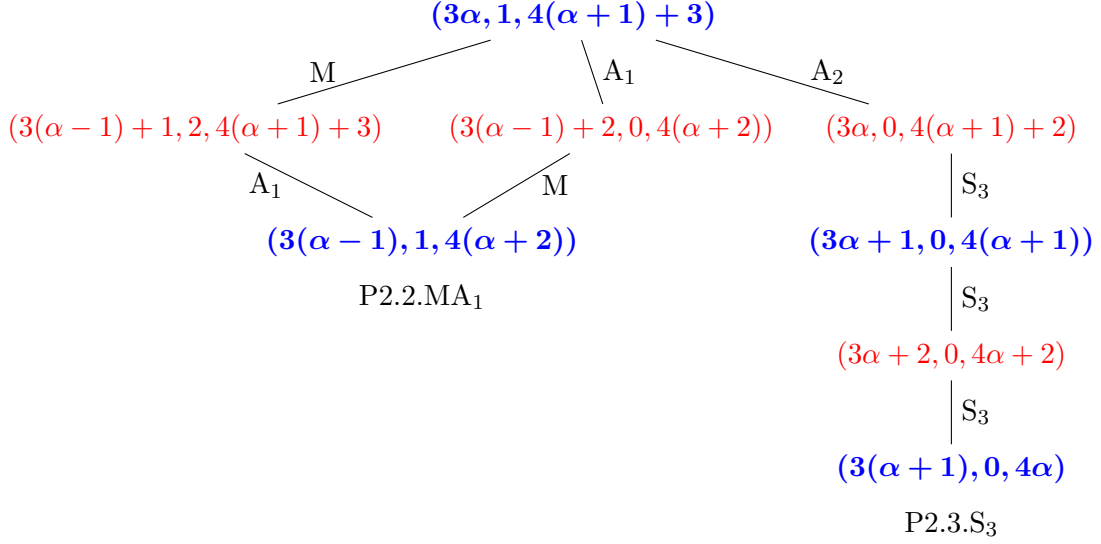 (3α, 1, 4(α + 1) + 3)
M
A₁
A₂
(3(α − 1) + 1, 2, 4(α + 1) + 3)
(3(α − 1) + 2, 0, 4(α + 2))
(3α, 0, 4(α + 1) + 2)
A₁
M
S₃
(3(α − 1), 1, 4(α + 2))
(3α + 1, 0, 4(α + 1))
P2.2.MA₁
S₃
(3α + 2, 0, 4α + 2)
S₃
(3(α + 1), 0, 4α)
P2.3.S₃